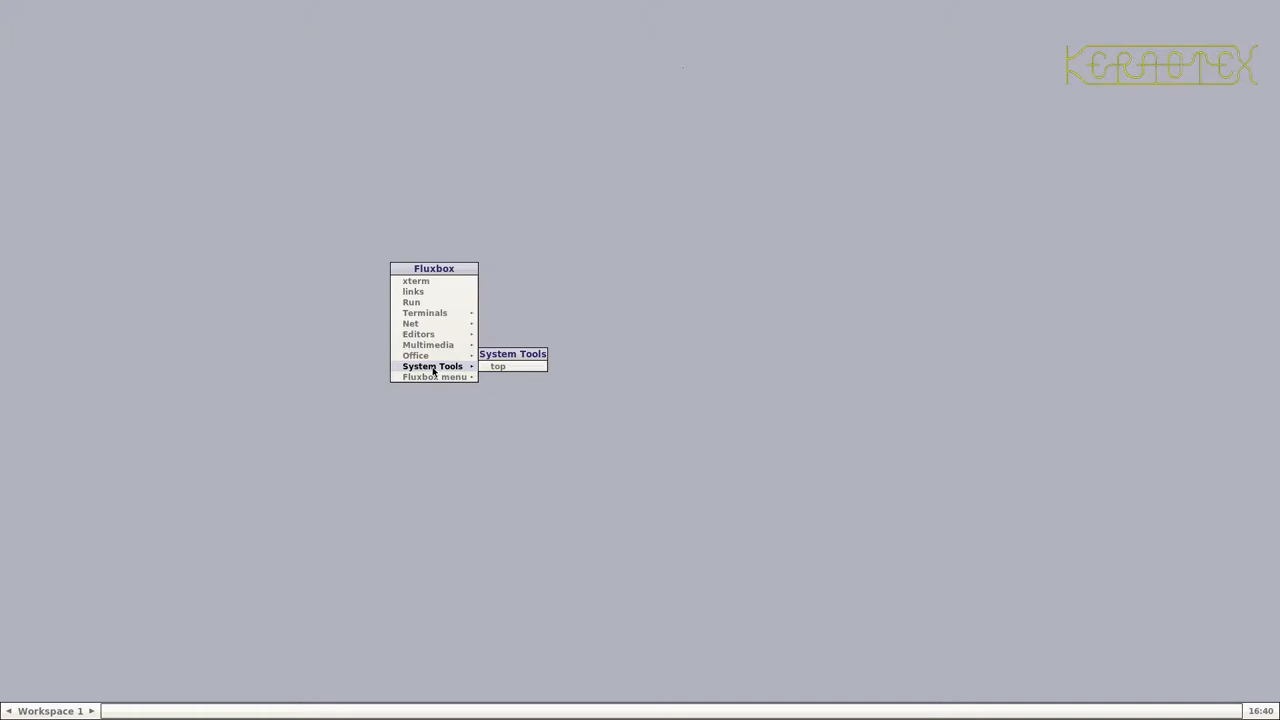 KERAOTEX
Fluxbox
xterm
links
Run
Terminals
Net
Editors
Multimedia
Office
System Tools
Fluxbox menu
System Tools
top
Workspace 1
16:40